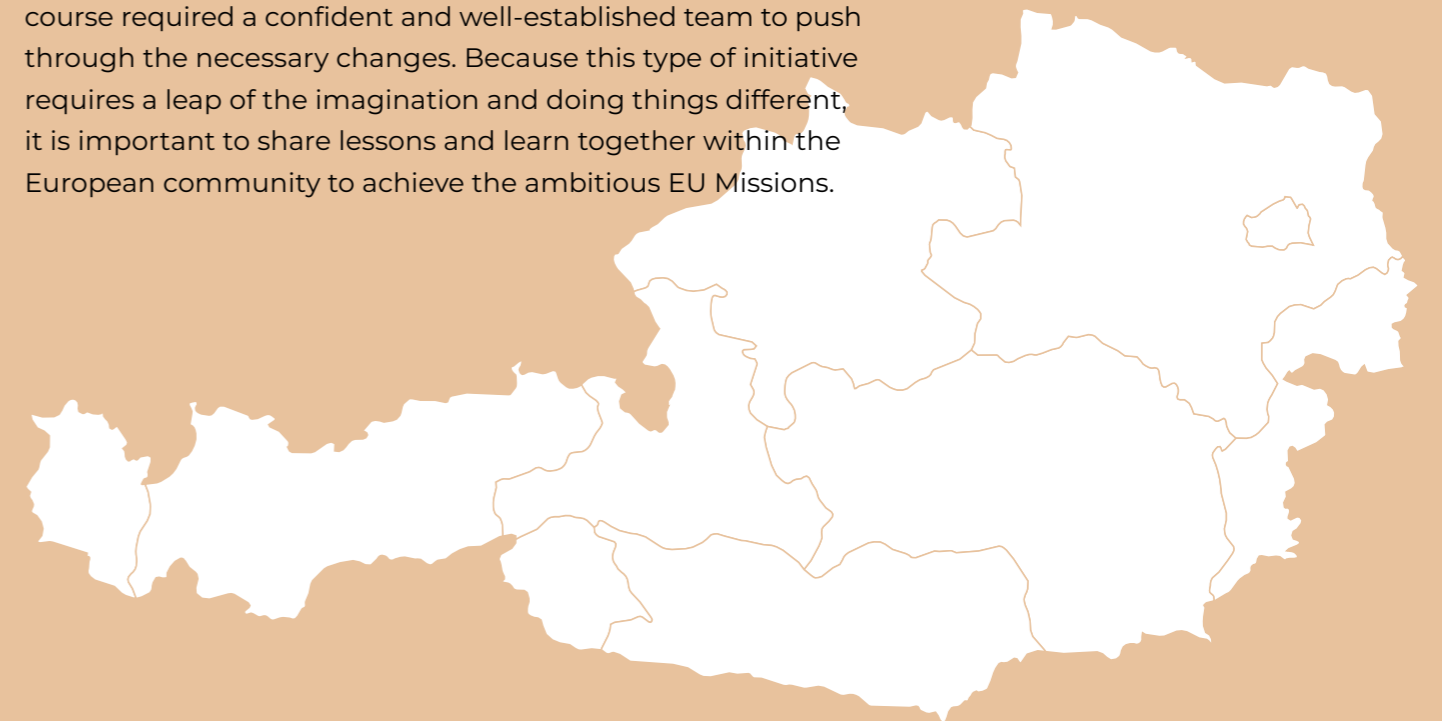 course required a confident and well-established team to push
through the necessary changes. Because this type of initiative
requires a leap of the imagination and doing things different,
it is important to share lessons and learn together within the
European community to achieve the ambitious EU Missions.